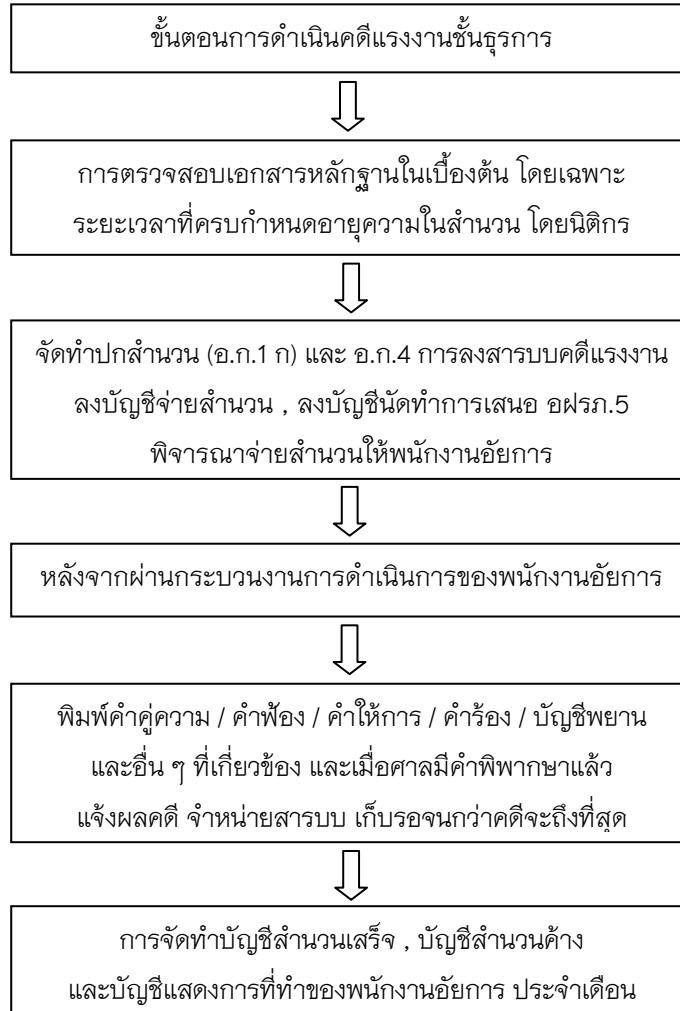 ขั้นตอนการดำเนินคดีแรงงานชั้นธุรการ
การตรวจสอบเอกสารหลักฐานในเบื้องต้น โดยเฉพาะ
ระยะเวลาที่ครบกำหนดอายุความในสำนวน โดยนิติกร
จัดทำปกสำนวน (อ.ก.1 ก) และ อ.ก.4 การลงสารบบคดีแรงงาน
ลงบัญชีจ่ายสำนวน , ลงบัญชีนัดทำการเสนอ อฝรภ.5
พิจารณาจ่ายสำนวนให้พนักงานอัยการ
หลังจากผ่านกระบวนงานการดำเนินการของพนักงานอัยการ
พิมพ์คำคู่ความ / คำฟ้อง / คำให้การ / คำร้อง / บัญชีพยาน
และอื่น ๆ ที่เกี่ยวข้อง และเมื่อศาลมีคำพิพากษาแล้ว
แจ้งผลคดี จำหน่ายสารบบ เก็บรอจนกว่าคดีจะถึงที่สุด
การจัดทำบัญชีสำนวนเสร็จ , บัญชีสำนวนค้าง
และบัญชีแสดงการที่ทำของพนักงานอัยการ ประจำเดือน